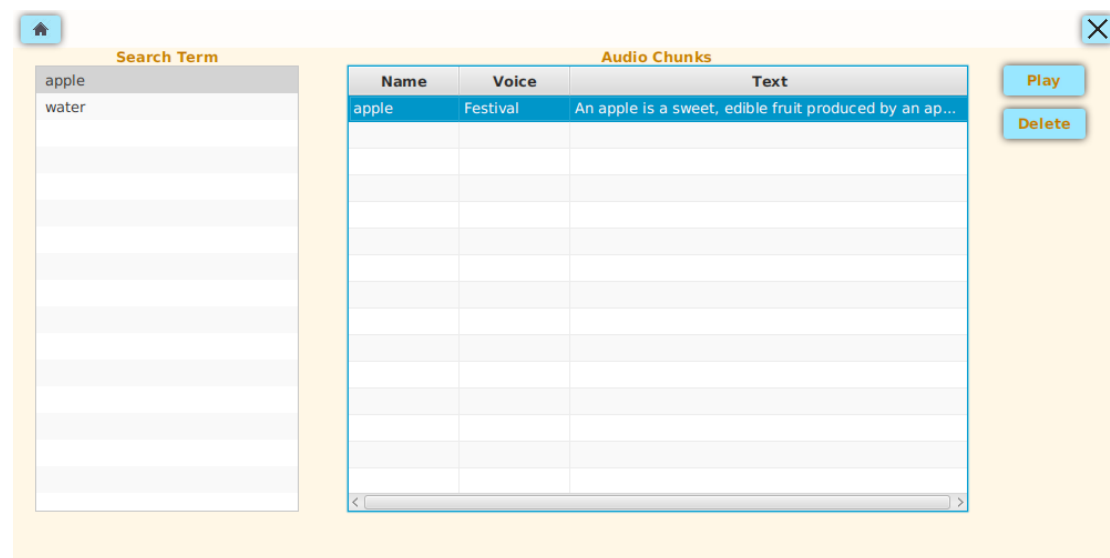 Search Term
Audio Chunks
apple
water
Name Voice Text
apple Festival An apple is a sweet, edible fruit produced by an ap...
Play
Delete